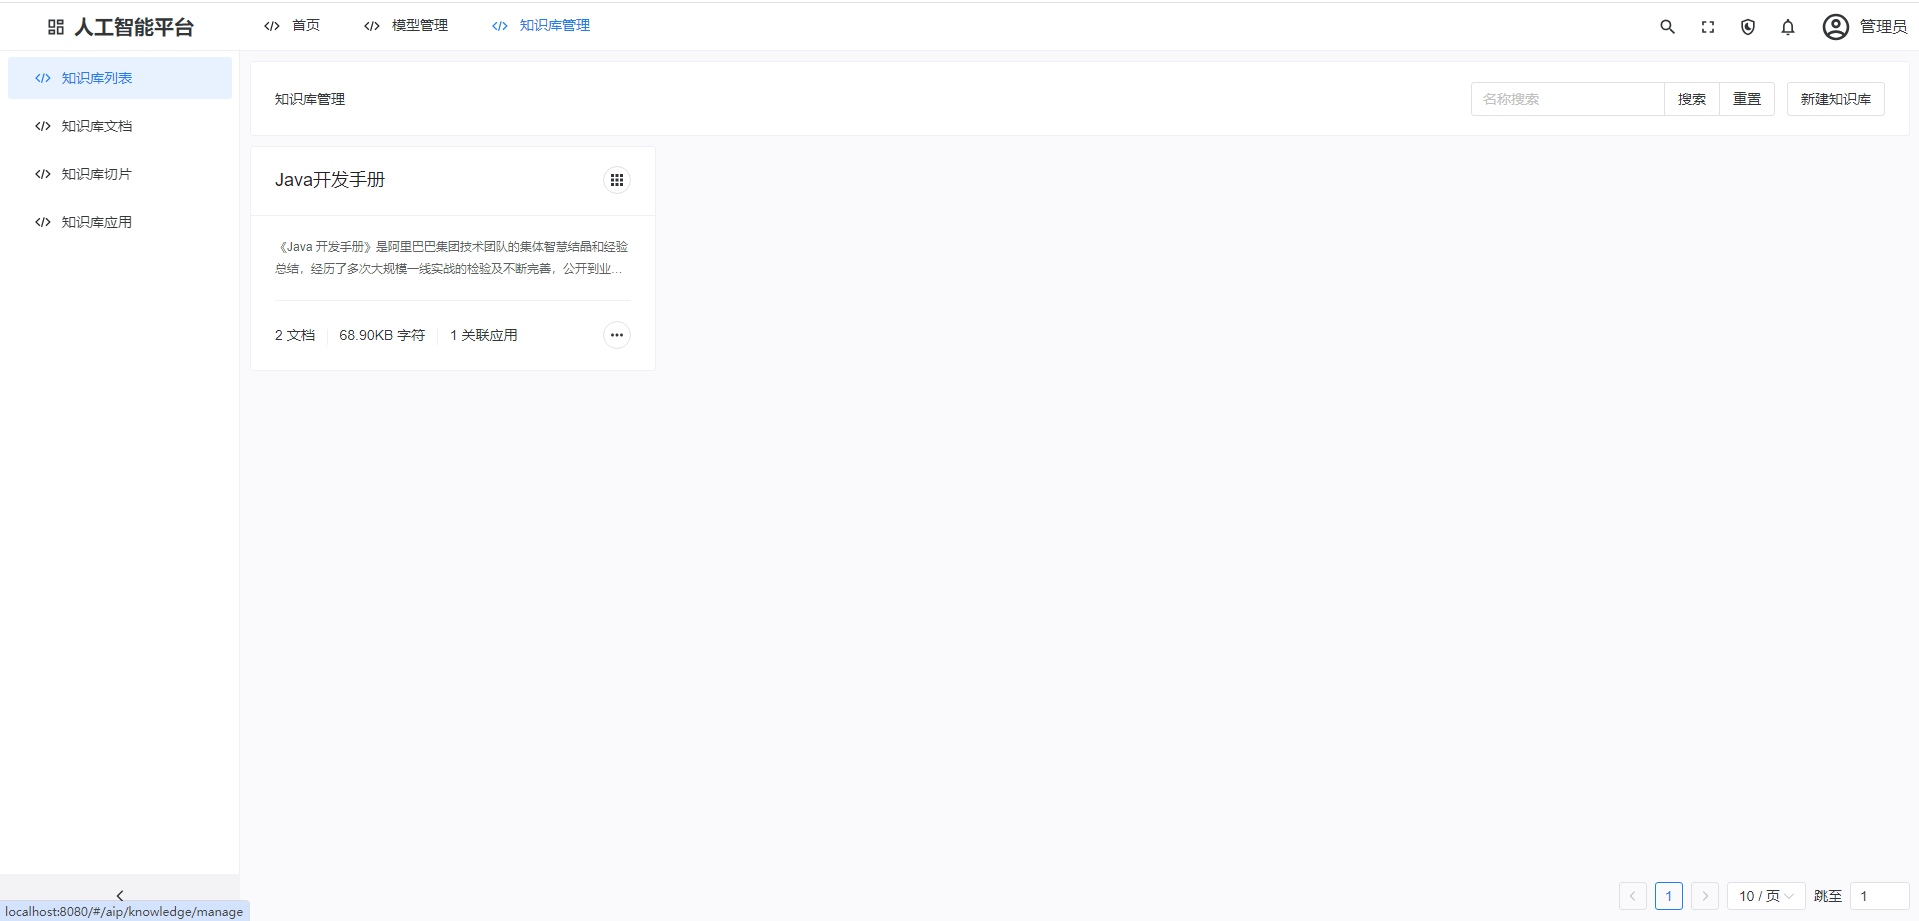 人工智能平台
首页
模型管理
知识库管理
管理员
知识库列表
知识库文档
知识库切片
知识库应用
知识库管理
名称搜索
搜索
重置
新建知识库
Java开发手册
《Java 开发手册》是阿里巴巴集团技术团队的集体智慧结晶和经验
总结，经历了多次大规模一线实战的检验及不断完善，公开到业...
2 文档
68.90KB 字符
1 关联应用
1
10 / 页
跳至
1
localhost:8080/#/aip/knowledge/manage